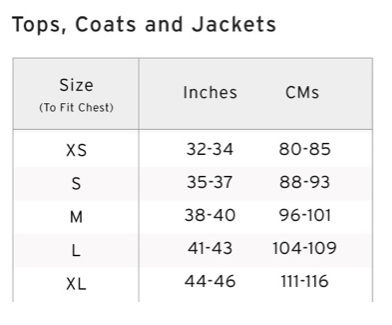 Tops, Coats and Jackets
Size Inches CMs
(To Fit Chest)
XS 32-34 80-85
S 35-37 88-93
M 38-40 96-101
L 41-43 104-109
XL 44-46 111-116